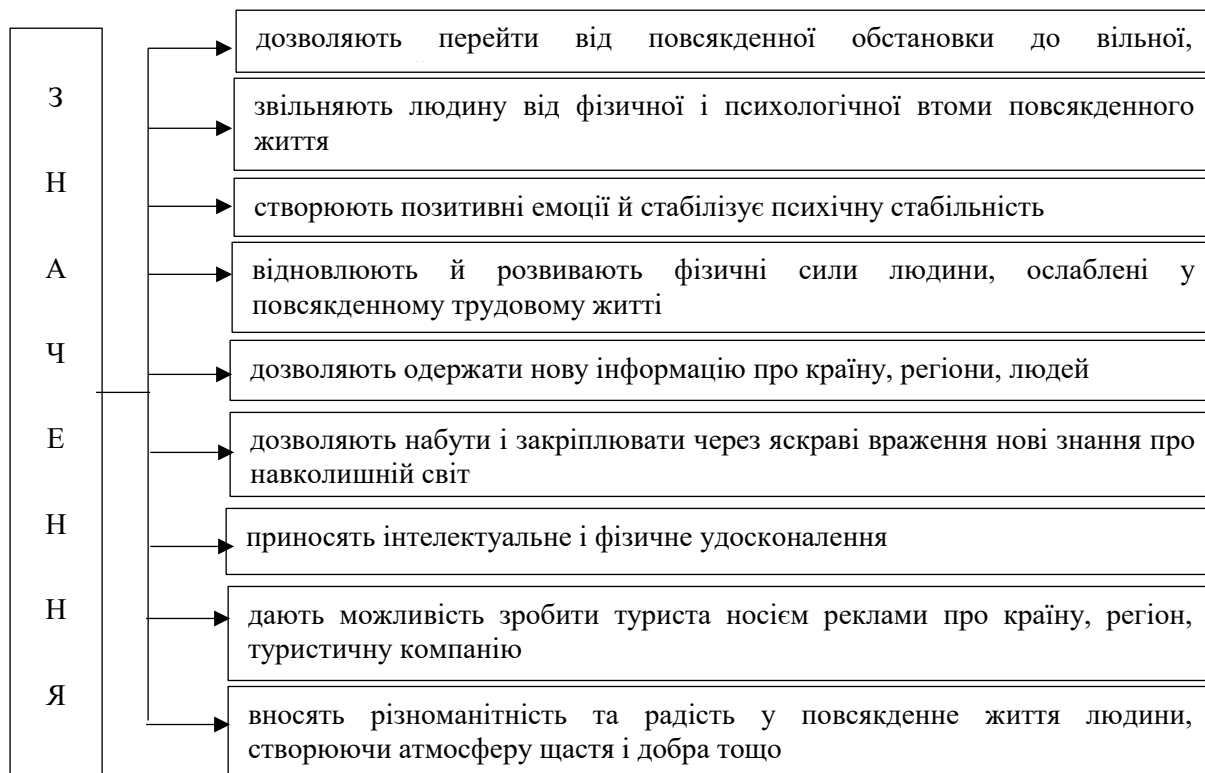 ЗНАЧЕННЯ
дозволяють перейти від повсякденної обстановки до вільної,
звільняють людину від фізичної і психологічної втоми повсякденного
життя
створюють позитивні емоції й стабілізує психічну стабільність
відновлюють й розвивають фізичні сили людини, ослаблені у
повсякденному трудовому житті
дозволяють одержати нову інформацію про країну, регіони, людей
дозволяють набути і закріплювати через яскраві враження нові знання про
навколишній світ
приносять інтелектуальне і фізичне удосконалення
дають можливість зробити туриста носієм реклами про країну, регіон,
туристичну компанію
вносять різноманітність та радість у повсякденне життя людини,
створюючи атмосферу щастя і добра тощо